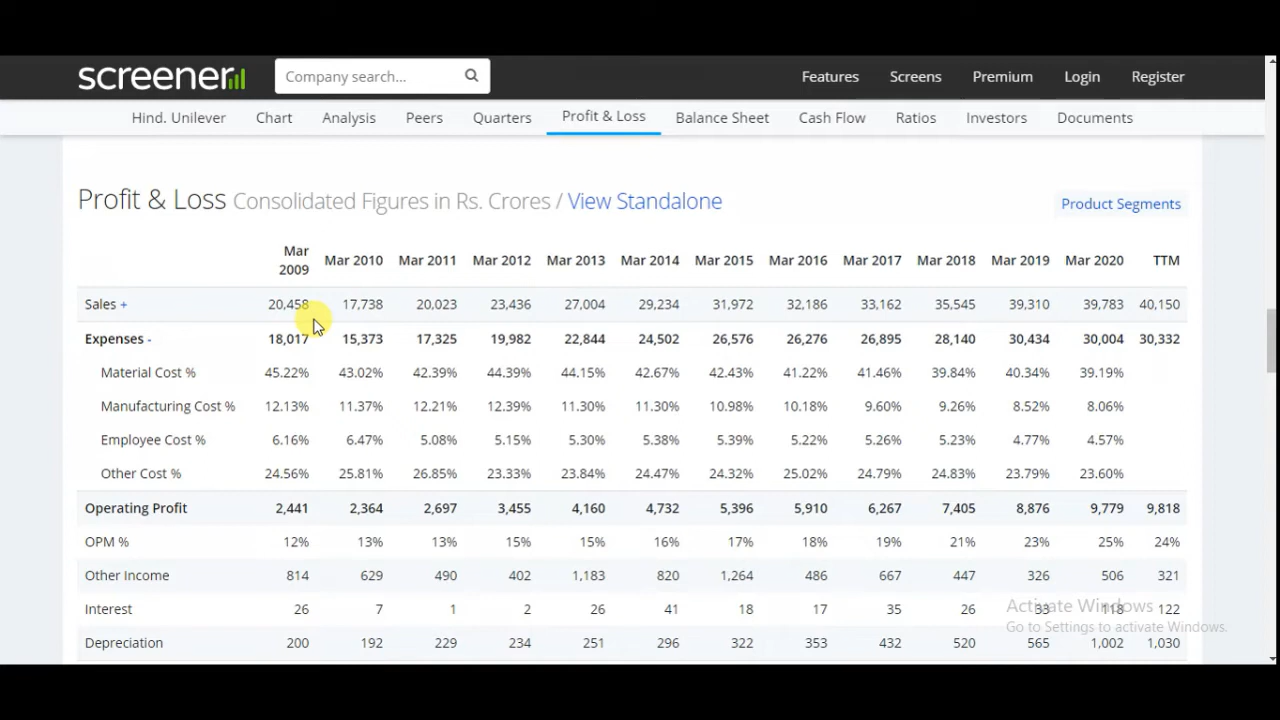 screener Company search... Features Screens Premium Login Register
Hind. Unilever Chart Analysis Peers Quarters Profit & Loss Balance Sheet Cash Flow Ratios Investors Documents
Profit & Loss Consolidated Figures in Rs. Crores / View Standalone Product Segments
Mar 2009 Mar 2010 Mar 2011 Mar 2012 Mar 2013 Mar 2014 Mar 2015 Mar 2016 Mar 2017 Mar 2018 Mar 2019 Mar 2020 TTM
Sales + 20,458 17,738 20,023 23,436 27,004 29,234 31,972 32,186 33,162 35,545 39,310 39,783 40,150
Expenses - 18,017 15,373 17,325 19,982 22,844 24,502 26,576 26,276 26,895 28,140 30,434 30,004 30,332
Material Cost % 45.22% 43.02% 42.39% 44.39% 44.15% 42.67% 42.43% 41.22% 41.46% 39.84% 40.34% 39.19%
Manufacturing Cost % 12.13% 11.37% 12.21% 12.39% 11.30% 11.30% 10.98% 10.18% 9.60% 9.26% 8.52% 8.06%
Employee Cost % 6.16% 6.47% 5.08% 5.15% 5.30% 5.38% 5.39% 5.22% 5.26% 5.23% 4.77% 4.57%
Other Cost % 24.56% 25.81% 26.85% 23.33% 23.84% 24.47% 24.32% 25.02% 24.79% 24.83% 23.79% 23.60%
Operating Profit 2,441 2,364 2,697 3,455 4,160 4,732 5,396 5,910 6,267 7,405 8,876 9,779 9,818
OPM % 12% 13% 13% 15% 15% 16% 17% 18% 19% 21% 23% 25% 24%
Other Income 814 629 490 402 1,183 820 1,264 486 667 447 326 506 321
Interest 26 7 1 2 26 41 18 17 35 26 33 118 122
Activate Windows
Go to Settings to activate Windows.
Depreciation 200 192 229 234 251 296 322 353 432 520 565 1,002 1,030